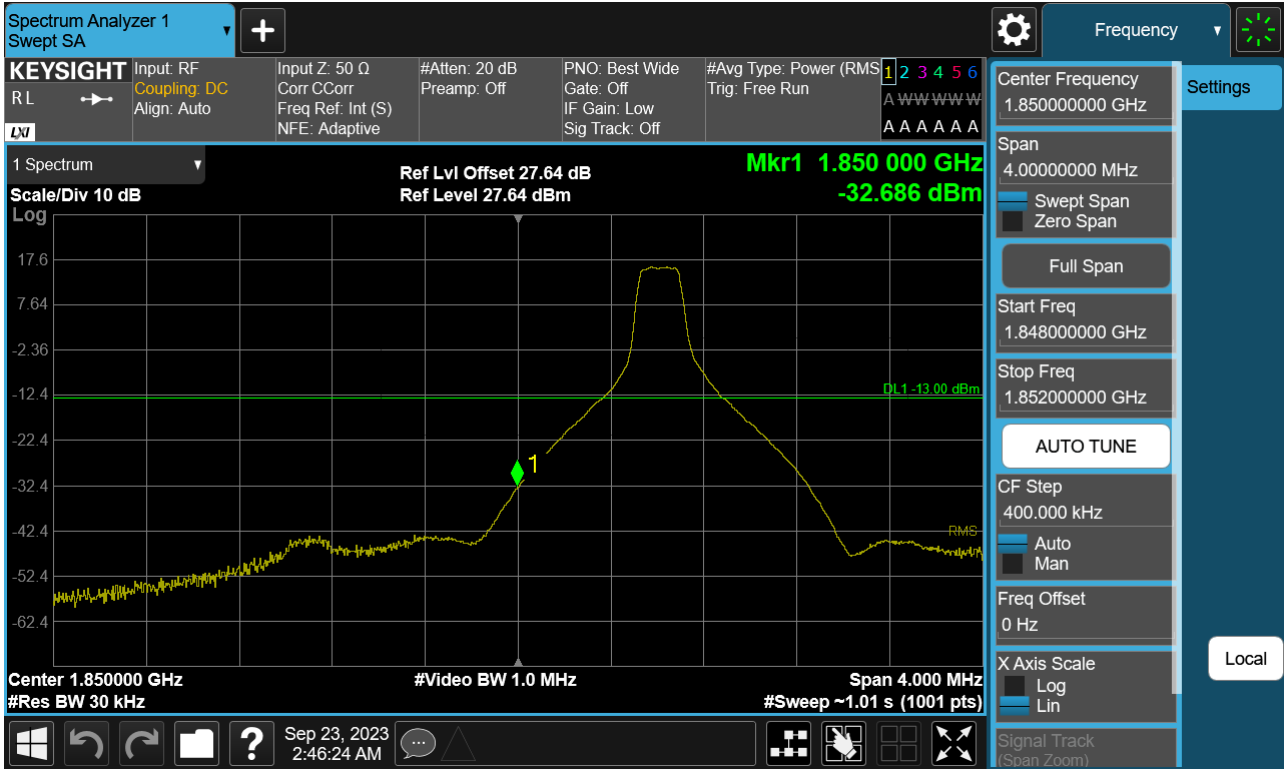 Spectrum Analyzer 1
Swept SA
Frequency
KEYSIGHT
R L
LXI
Input: RF
Coupling: DC
Align: Auto
Input Z: 50 Ω
Corr CCorr
Freq Ref: Int (S)
NFE: Adaptive
#Atten: 20 dB
Preamp: Off
PNO: Best Wide
Gate: Off
IF Gain: Low
Sig Track: Off
#Avg Type: Power (RMS
Trig: Free Run
1 2 3 4 5 6
A W W W W W
A A A A A A
1 Spectrum
Scale/Div 10 dB
Log
Ref Lvl Offset 27.64 dB
Ref Level 27.64 dBm
Mkr1 1.850 000 GHz
-32.686 dBm
17.6
7.64
-2.36
-12.4
-22.4
-32.4
-42.4
-52.4
-62.4
DL1 -13.00 dBm
1
RMS
Center 1.850000 GHz
#Video BW 1.0 MHz
Span 4.000 MHz
#Res BW 30 kHz
#Sweep ~1.01 s (1001 pts)
Center Frequency
1.850000000 GHz
Settings
Span
4.00000000 MHz
Swept Span
Zero Span
Full Span
Start Freq
1.848000000 GHz
Stop Freq
1.852000000 GHz
AUTO TUNE
CF Step
400.000 kHz
Auto
Man
Freq Offset
0 Hz
X Axis Scale
Log
Lin
Local
Signal Track
(Span Zoom)
?
Sep 23, 2023
2:46:24 AM